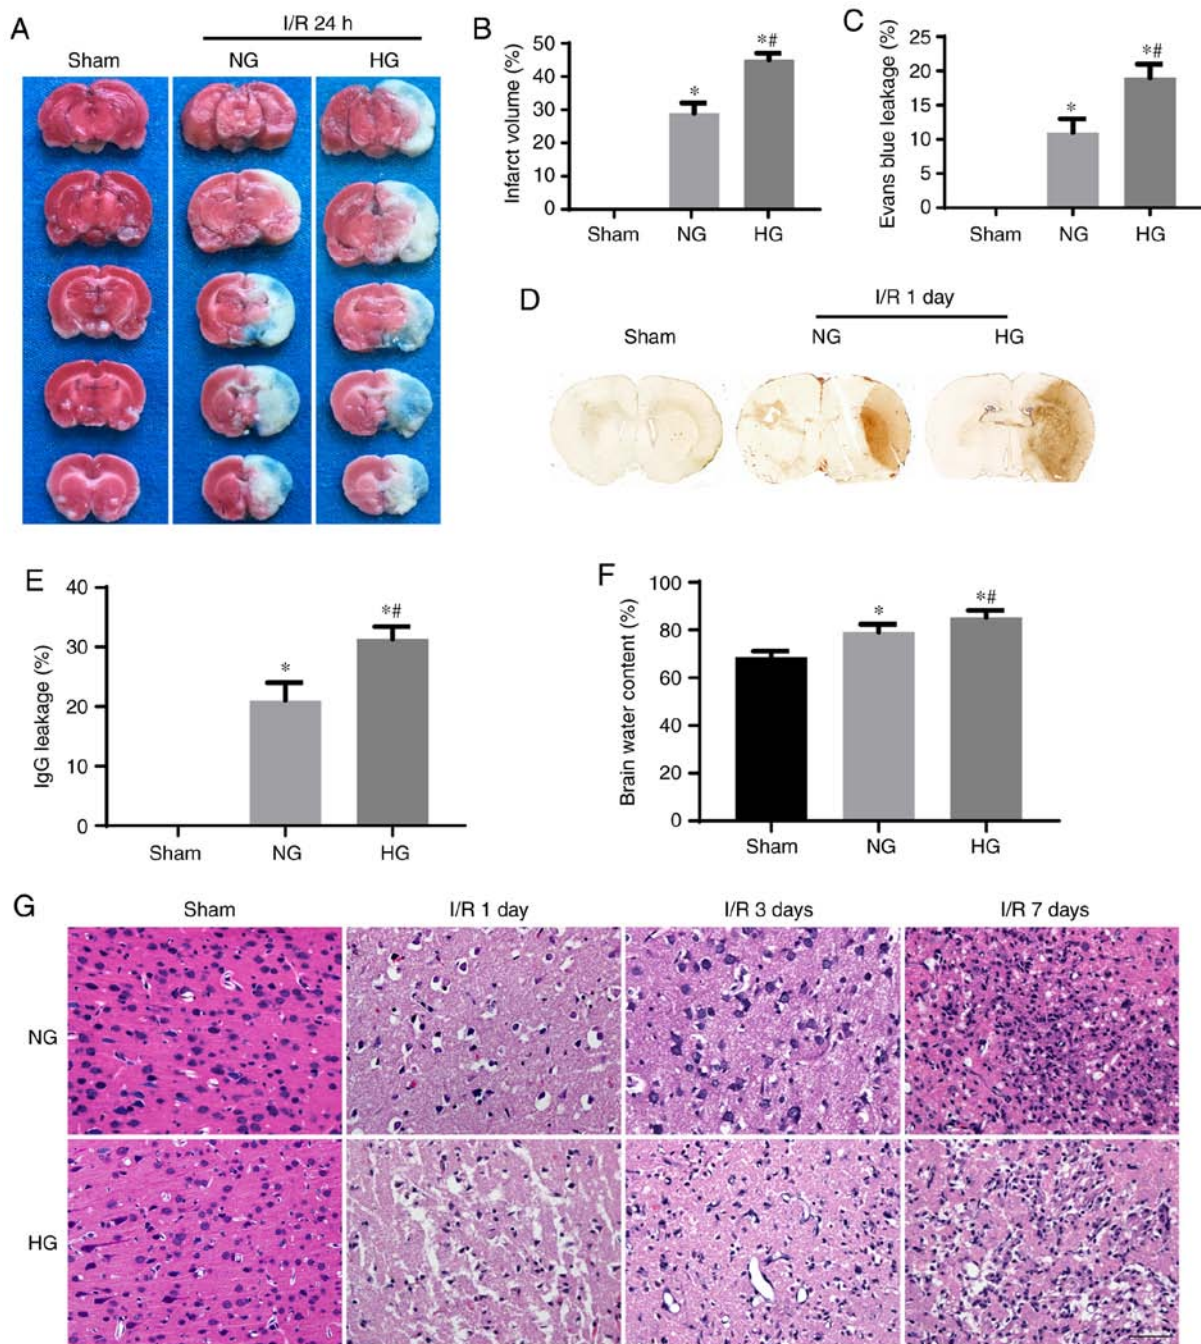 A
I/R 24 h
Sham NG HG
B
Infarct volume (%)
50
40
30
20
10
0
*
*#
Sham NG HG
C
Evans blue leakage (%)
25
20
15
10
5
0
*
*#
Sham NG HG
D
I/R 1 day
Sham NG HG
E
IgG leakage (%)
40
30
20
10
0
*
*#
Sham NG HG
F
Brain water content (%)
100
80
60
40
20
0
*
*#
Sham NG HG
G
Sham I/R 1 day I/R 3 days I/R 7 days
NG
HG